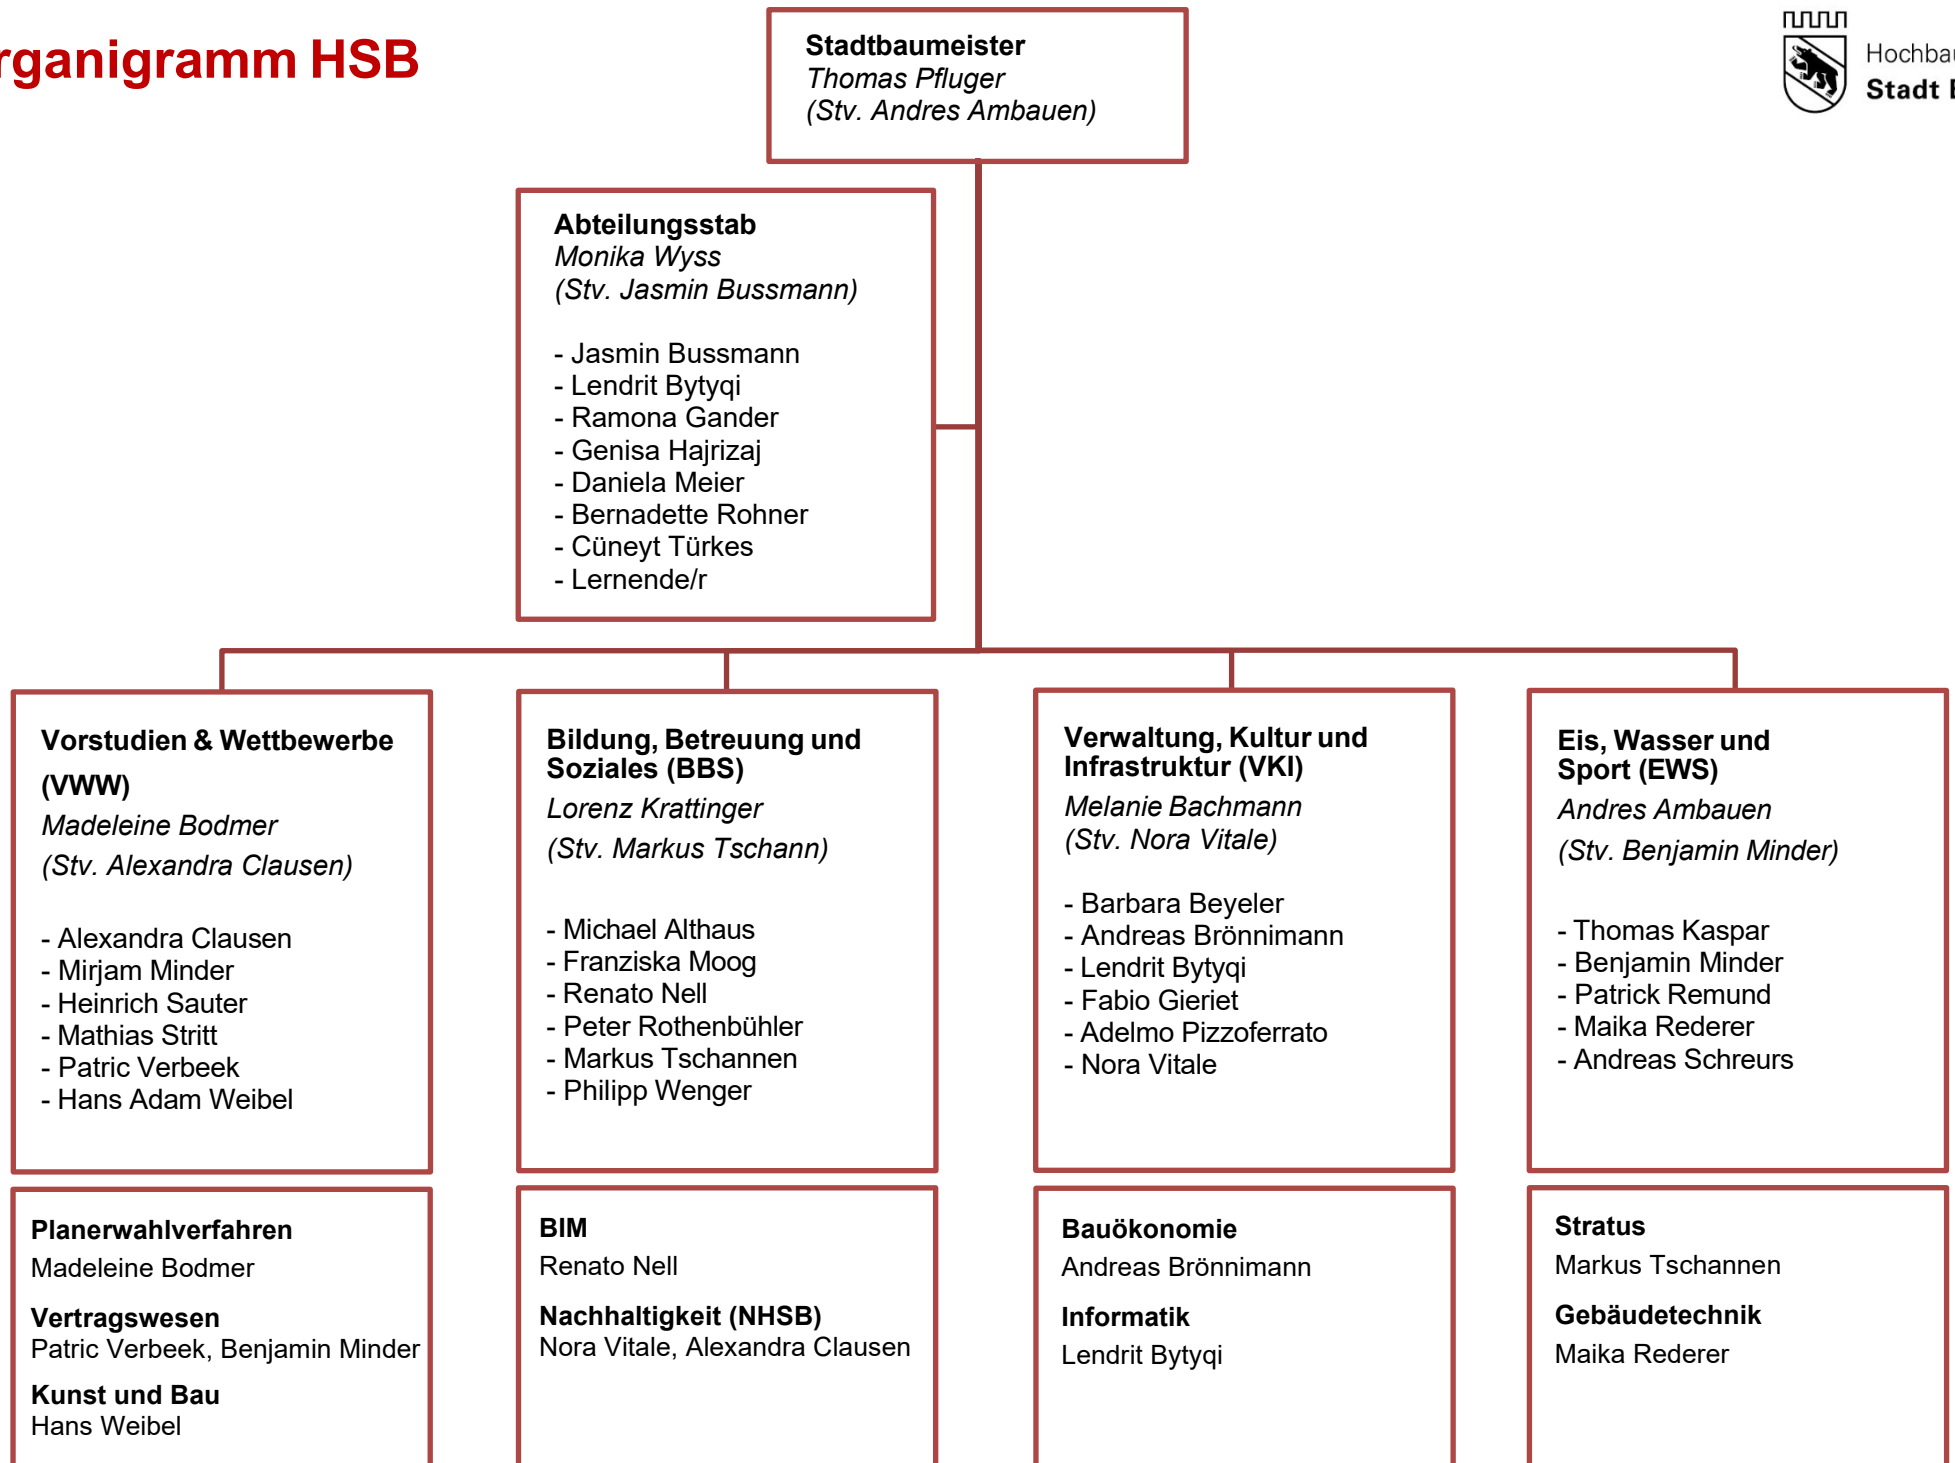 rganigramm HSB
Stadtbaumeister
Thomas Pfluger
(Stv. Andres Ambauen)
Hochbau
Stadt B
Abteilungsstab
Monika Wyss
(Stv. Jasmin Bussmann)
- Jasmin Bussmann
- Lendrit Bytyqi
- Ramona Gander
- Genisa Hajrizaj
- Daniela Meier
- Bernadette Rohner
- Cüneyt Türkes
- Lernende/r
Vorstudien & Wettbewerbe
(VWW)
Madeleine Bodmer
(Stv. Alexandra Clausen)
- Alexandra Clausen
- Mirjam Minder
- Heinrich Sauter
- Mathias Stritt
- Patric Verbeek
- Hans Adam Weibel
Bildung, Betreuung und
Soziales (BBS)
Lorenz Krattinger
(Stv. Markus Tschann)
- Michael Althaus
- Franziska Moog
- Renato Nell
- Peter Rothenbühler
- Markus Tschannen
- Philipp Wenger
Verwaltung, Kultur und
Infrastruktur (VKI)
Melanie Bachmann
(Stv. Nora Vitale)
- Barbara Beyeler
- Andreas Brönnimann
- Lendrit Bytyqi
- Fabio Gieriet
- Adelmo Pizzoferrato
- Nora Vitale
Eis, Wasser und
Sport (EWS)
Andres Ambauen
(Stv. Benjamin Minder)
- Thomas Kaspar
- Benjamin Minder
- Patrick Remund
- Maika Rederer
- Andreas Schreurs
Planerwahlverfahren
Madeleine Bodmer
Vertragswesen
Patric Verbeek, Benjamin Minder
Kunst und Bau
Hans Weibel
BIM
Renato Nell
Nachhaltigkeit (NHSB)
Nora Vitale, Alexandra Clausen
Bauökonomie
Andreas Brönnimann
Informatik
Lendrit Bytyqi
Stratus
Markus Tschannen
Gebäudetechnik
Maika Rederer